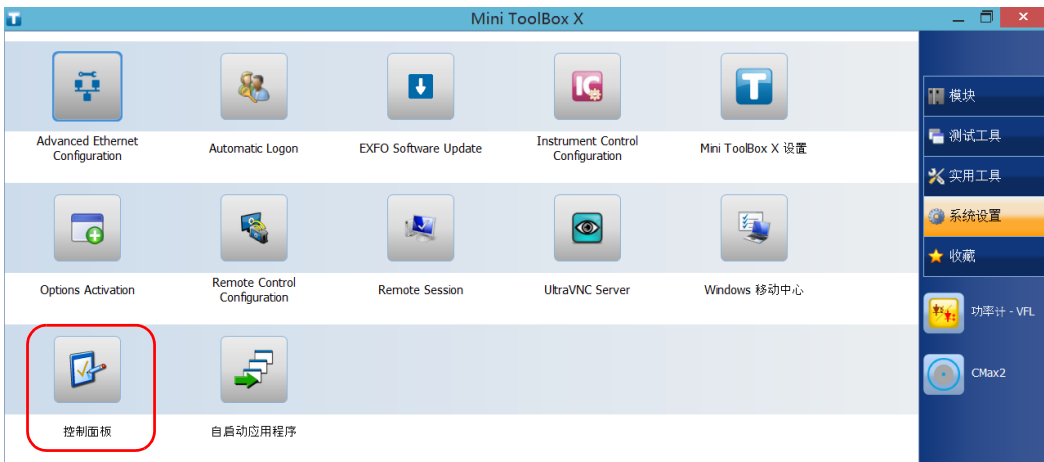 Mini ToolBox X
Advanced Ethernet
Configuration
Automatic Logon
EXFO Software Update
Instrument Control
Configuration
Mini ToolBox X 设置
Options Activation
Remote Control
Configuration
Remote Session
UltraVNC Server
Windows 移动中心
控制面板
自启动应用程序
模块
测试工具
实用工具
系统设置
收藏
功率计 - VFL
CMax2